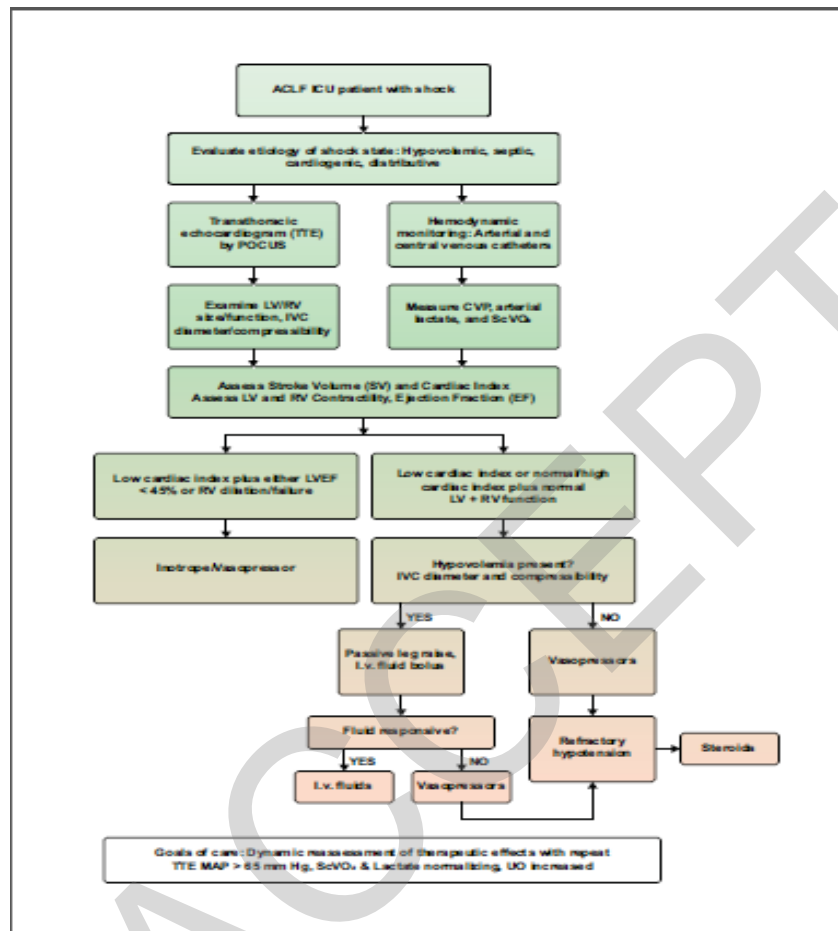 ACLF ICU patient with shock
Evaluate etiology of shock state: Hypovolemic, septic,
cardiogenic, distributive
Transthoracic
echocardiogram (TTE)
by POCUS
Hemodynamic
monitoring: Arterial and
central venous catheters
Examine LV/RV
size/function, IVC
diameter/compressibility
Measure CVP, arterial
lactate, and ScVO₂
Assess Stroke Volume (SV) and Cardiac Index
Assess LV and RV Contractility, Ejection Fraction (EF)
Low cardiac index plus either LVEF
< 45% or RV dilation/failure
Low cardiac index or normal/high
cardiac index plus normal
LV + RV function
Inotrope/Vasopressor
Hypovolemia present?
IVC diameter and compressibility
YES
NO
Passive leg raise,
I.v. fluid bolus
Vasopressors
Fluid responsive?
Refractory
hypotension
Steroids
YES
NO
I.v. fluids
Vasopressors
Goals of care: Dynamic reassessment of therapeutic effects with repeat
TTE MAP > 65 mm Hg, ScVO₂ & Lactate normalizing, UO increased
ACCEPT